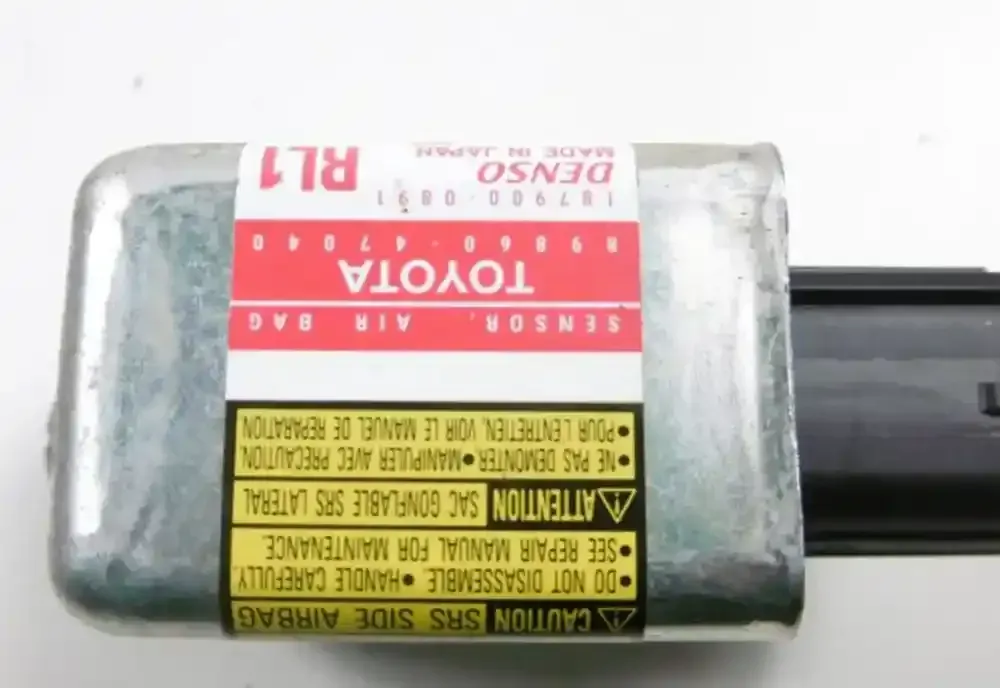 CAUTION SRS SIDE AIRBAG
•DO NOT DISASSEMBLE. •HANDLE CAREFULLY.
•SEE REPAIR MANUAL FOR MAINTENANCE.
ATTENTION SAC GONFLABLE SRS LATERAL
•NE PAS DEMONTER •MANIPULER AVEC PRECAUTION.
•POUR L'ENTRETIEN, VOIR LE MANUEL DE REPARATION
SENSOR, AIR BAG
TOYOTA
89860-47040
187900-0891
DENSO
MADE IN JAPAN
RL1